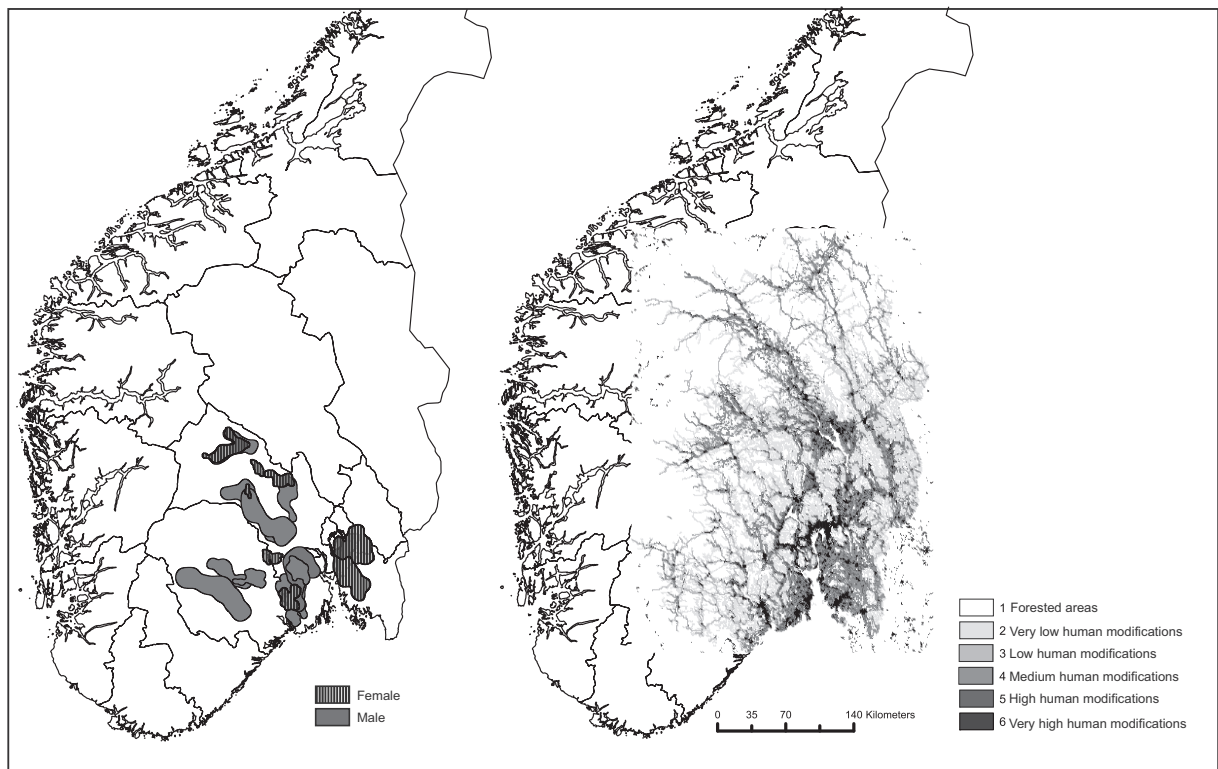 Female
Male
0 35 70 140 Kilometers
1 Forested areas
2 Very low human modifications
3 Low human modifications
4 Medium human modifications
5 High human modifications
6 Very high human modifications